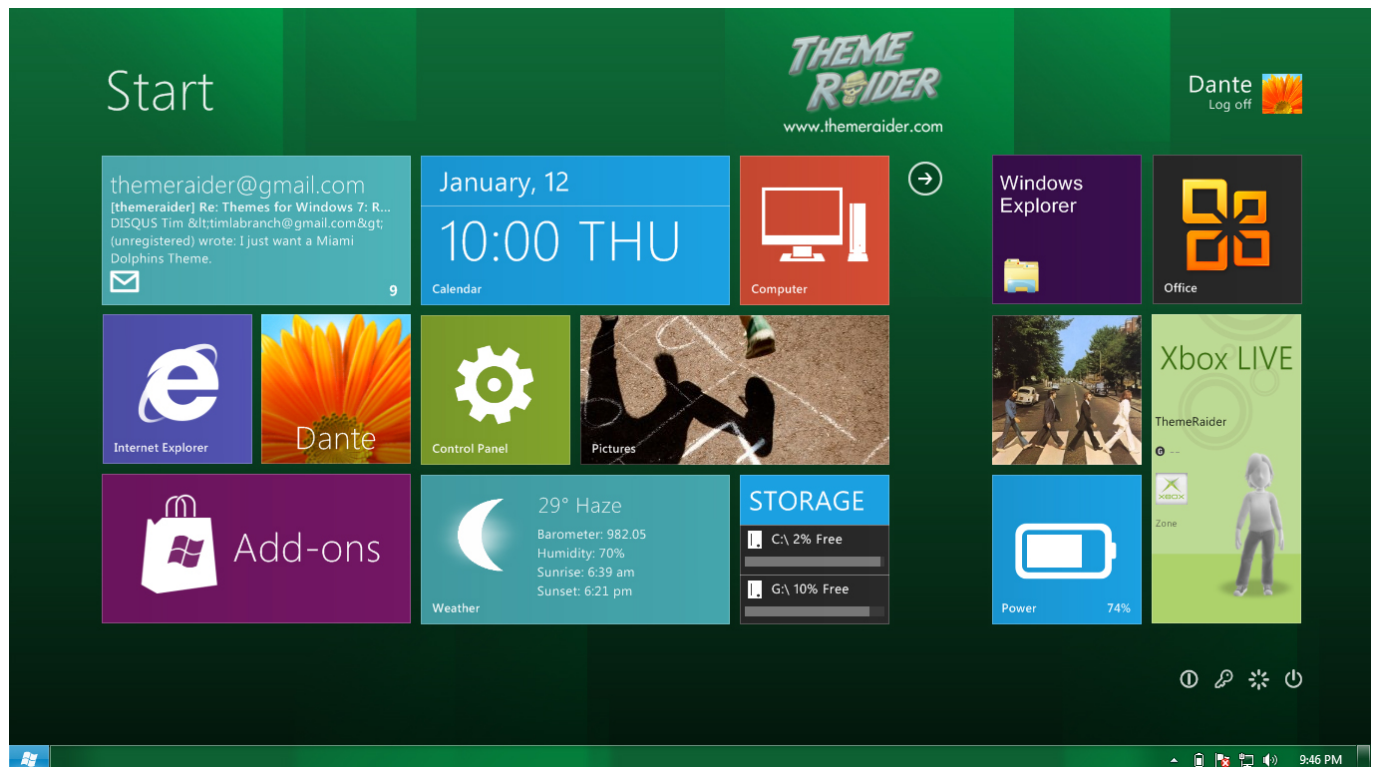 Start
THEME
RAIDER
www.themeraider.com
Dante
Log off
themeraider@gmail.com
[themeraider] Re: Themes for Windows 7: R...
DISQUS Tim &lt;timlabranch@gmail.com&gt;
(unregistered) wrote: I just want a Miami
Dolphins Theme.
9
January, 12
10:00 THU
Calendar
Computer
Windows
Explorer
Office
Internet Explorer
Dante
Control Panel
Pictures
Xbox LIVE
ThemeRaider
G --
XBOX
Zone
Add-ons
29° Haze
Barometer: 982.05
Humidity: 70%
Sunrise: 6:39 am
Sunset: 6:21 pm
Weather
STORAGE
C:\ 2% Free
G:\ 10% Free
Power 74%
9:46 PM